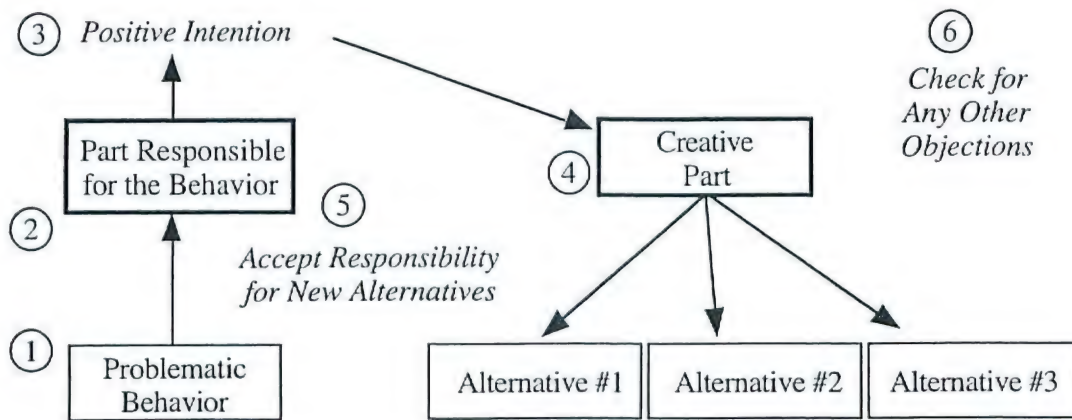 ③ Positive Intention
⑥
Check for
Any Other
Objections
Part Responsible
for the Behavior
②
Creative
Part
④
⑤
Accept Responsibility
for New Alternatives
①
Problematic
Behavior
Alternative #1
Alternative #2
Alternative #3